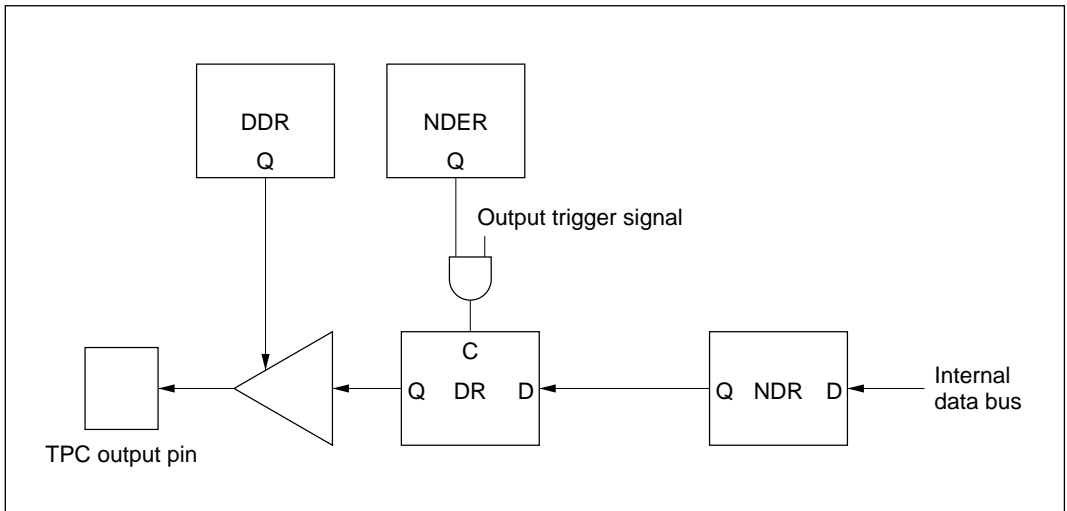 DDR
Q
NDER
Q
Output trigger signal
C
Q DR D
Q NDR D
Internal
data bus
TPC output pin